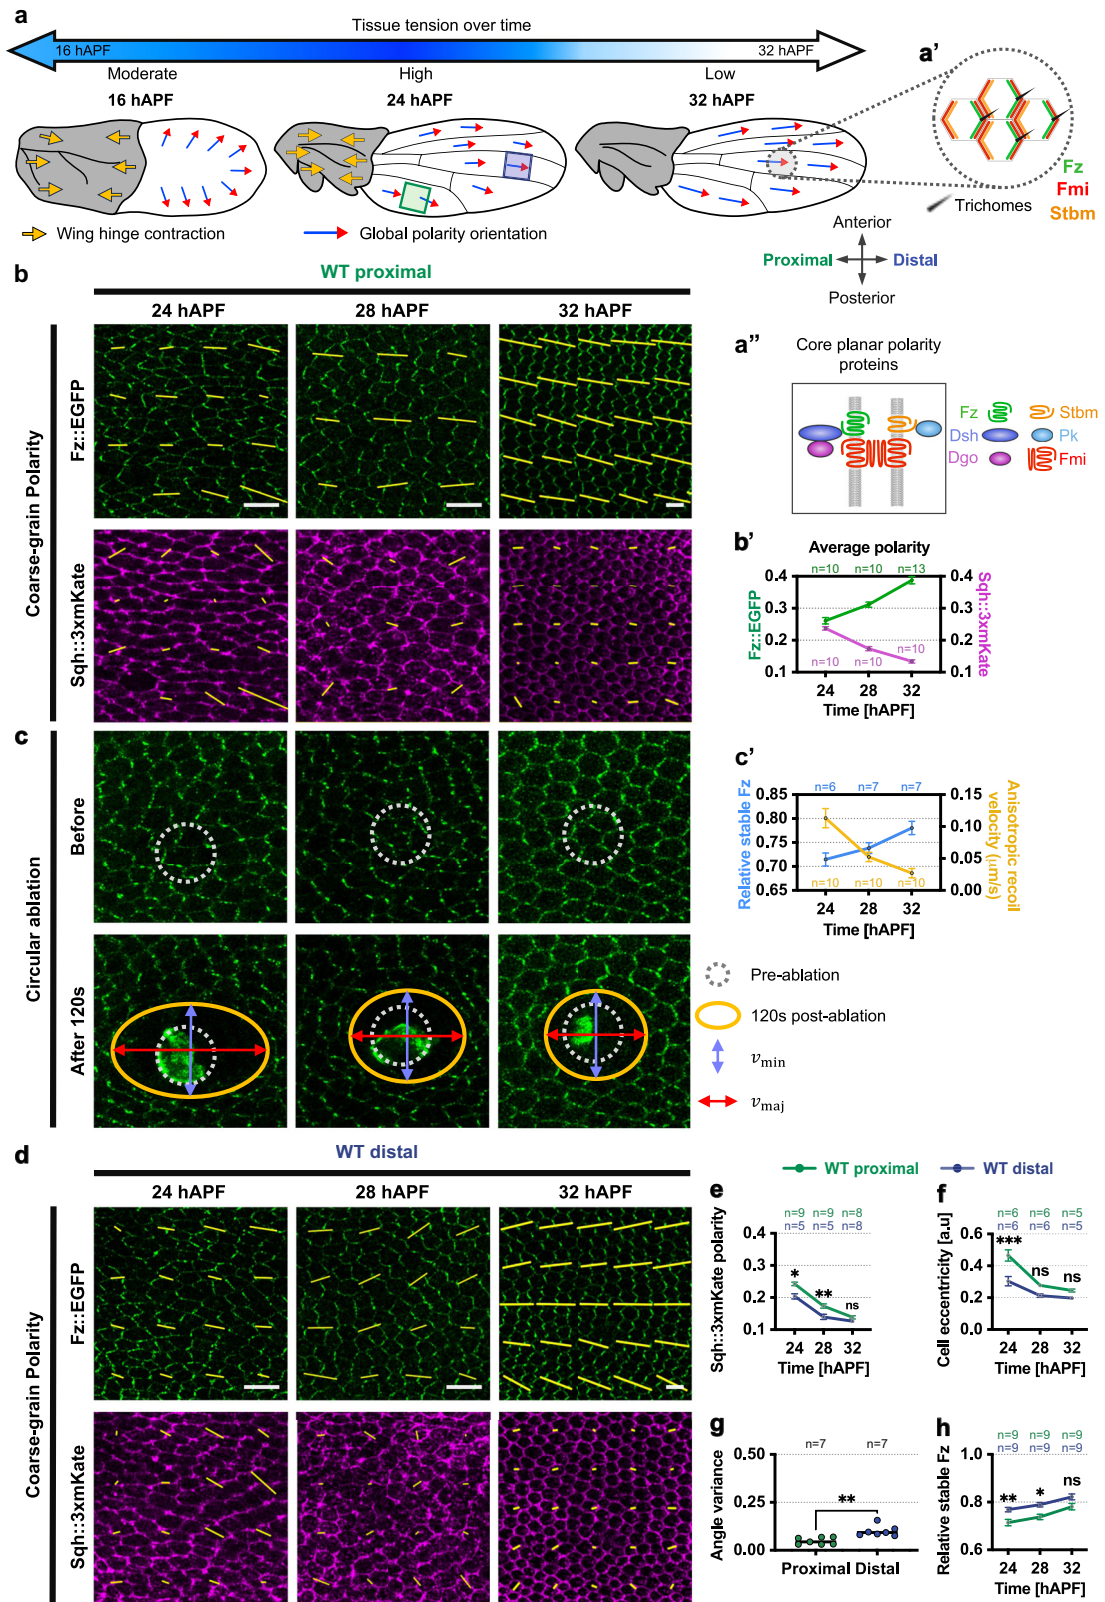 a
Tissue tension over time
16 hAPF
32 hAPF
Moderate
High
Low
16 hAPF
24 hAPF
32 hAPF
a'
Fz
Fmi
Stbm
Trichomes
Wing hinge contraction
Global polarity orientation
Anterior
Proximal
Distal
Posterior
b
WT proximal
24 hAPF
28 hAPF
32 hAPF
Coarse-grain Polarity
Fz::EGFP
Sqh::3xmKate
a"
Core planar polarity
proteins
Fz
Stbm
Dsh
Pk
Dgo
Fmi
b'
Average polarity
n=10 n=10 n=13
0.4
0.3
0.2
0.1
0.4
0.3
0.2
0.1
Fz::EGFP
Sqh::3xmKate
n=10 n=10
n=10
24 28 32
Time [hAPF]
c
Circular ablation
Before
After 120s
c'
n=6 n=7 n=7
0.85
0.80
0.75
0.70
0.65
0.15
0.10
0.05
0.00
Relative stable Fz
Anisotropic recoil
velocity (μm/s)
n=10 n=10 n=10
24 28 32
Time [hAPF]
Pre-ablation
120s post-ablation
vmin
vmaj
d
WT distal
24 hAPF
28 hAPF
32 hAPF
Coarse-grain Polarity
Fz::EGFP
Sqh::3xmKate
WT proximal
WT distal
e
n=9 n=9 n=8
n=5 n=5 n=8
Sqh::3xmKate polarity
0.4
0.3
0.2
0.1
*
**
ns
24 28 32
Time [hAPF]
f
n=6 n=6 n=5
n=6 n=6 n=5
Cell eccentricity [a.u]
0.6
0.4
0.2
0.0
***
ns
ns
24 28 32
Time [hAPF]
g
n=7 n=7
Angle variance
0.50
0.25
0.00
**
Proximal Distal
h
n=9 n=9 n=9
n=9 n=9 n=9
Relative stable Fz
1.0
0.8
0.6
**
*
ns
24 28 32
Time [hAPF]